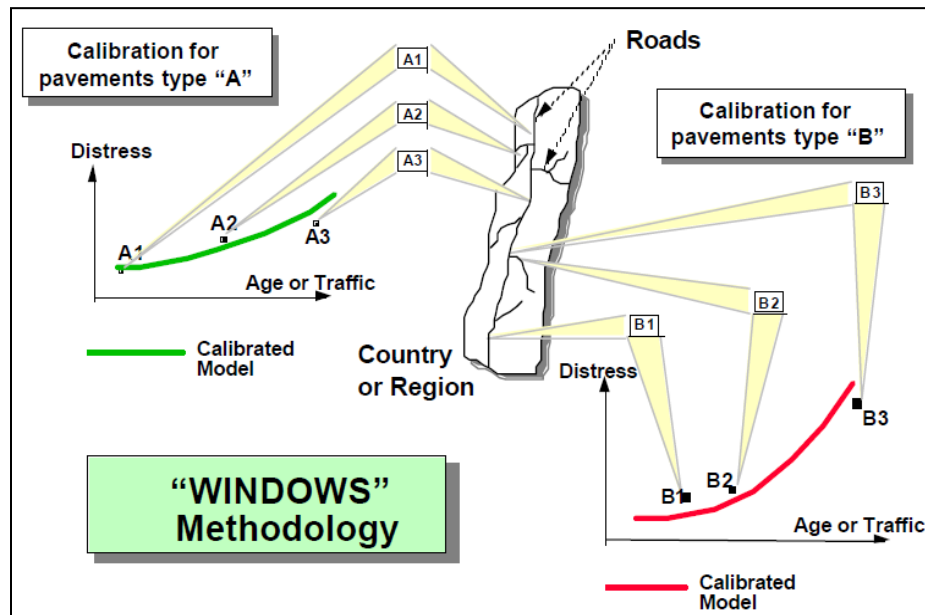 Calibration for
pavements type “A”
A1
A2
A3
Roads
Calibration for
pavements type “B”
Distress
A1
A2
A3
Age or Traffic
Calibrated
Model
Country
or Region
B3
B2
B1
Distress
B1
B2
B3
Age or Traffic
Calibrated
Model
“WINDOWS”
Methodology